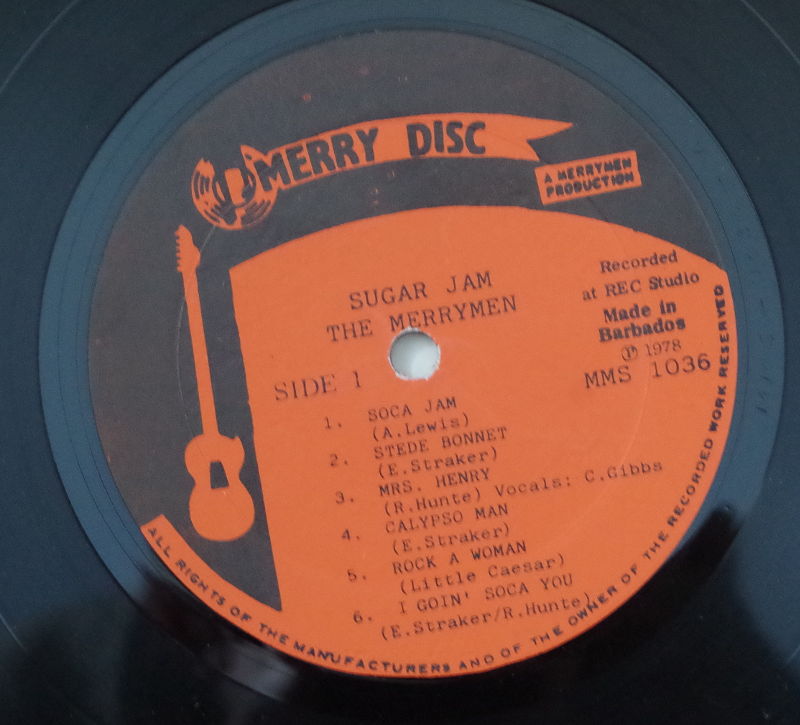 MERRY DISC
A MERRYMEN
PRODUCTION
SUGAR JAM
THE MERRYMEN
Recorded
at REC Studio
Made in
Barbados
℗ 1978
MMS 1036
SIDE 1
1. SOCA JAM
(A.Lewis)
2. STEDE BONNET
(E.Straker)
3. MRS. HENRY
(R.Hunte) Vocals: C.Gibbs
4. CALYPSO MAN
(E.Straker)
5. ROCK A WOMAN
(Little Caesar)
6. I GOIN' SOCA YOU
(E.Straker/R.Hunte)
ALL RIGHTS OF THE MANUFACTURERS AND OF THE OWNER OF THE RECORDED WORK RESERVED